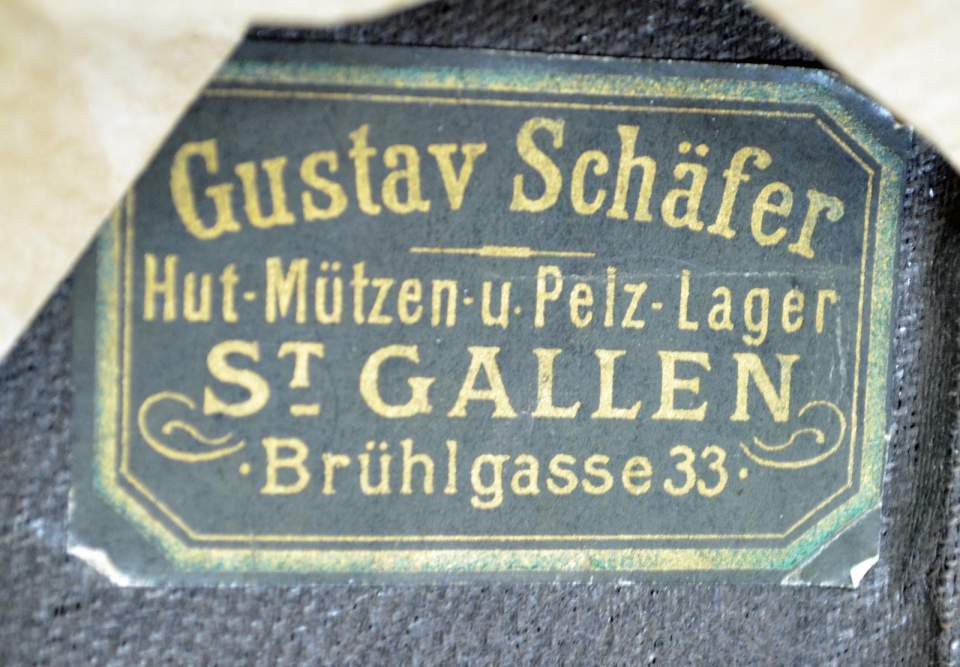 Gustav Schäfer
Hut-Mützen-u. Pelz-Lager
ST GALLEN
· Brühlgasse 33 ·